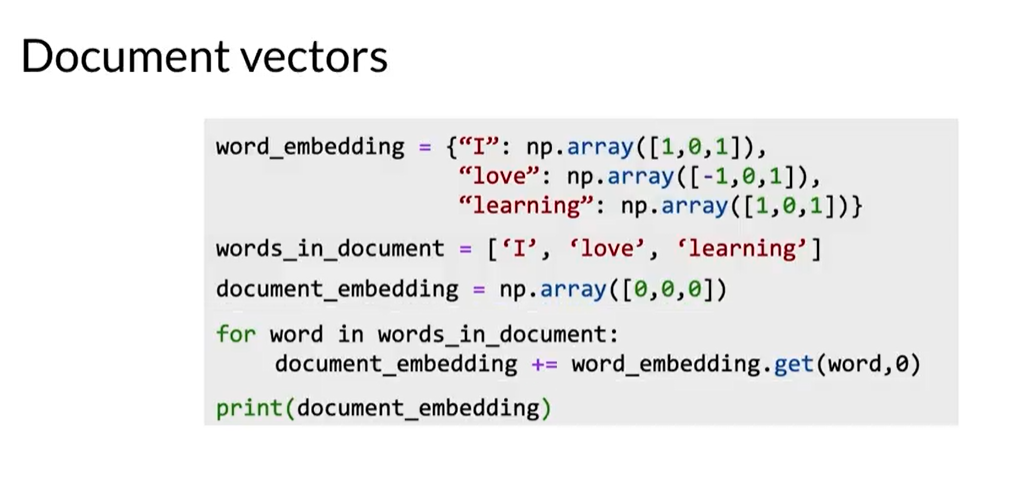 Document vectors
word_embedding = {“I”: np.array([1,0,1]),
“love”: np.array([-1,0,1]),
“learning”: np.array([1,0,1])}
words_in_document = [‘I’, ‘love’, ‘learning’]
document_embedding = np.array([0,0,0])
for word in words_in_document:
document_embedding += word_embedding.get(word,0)
print(document_embedding)